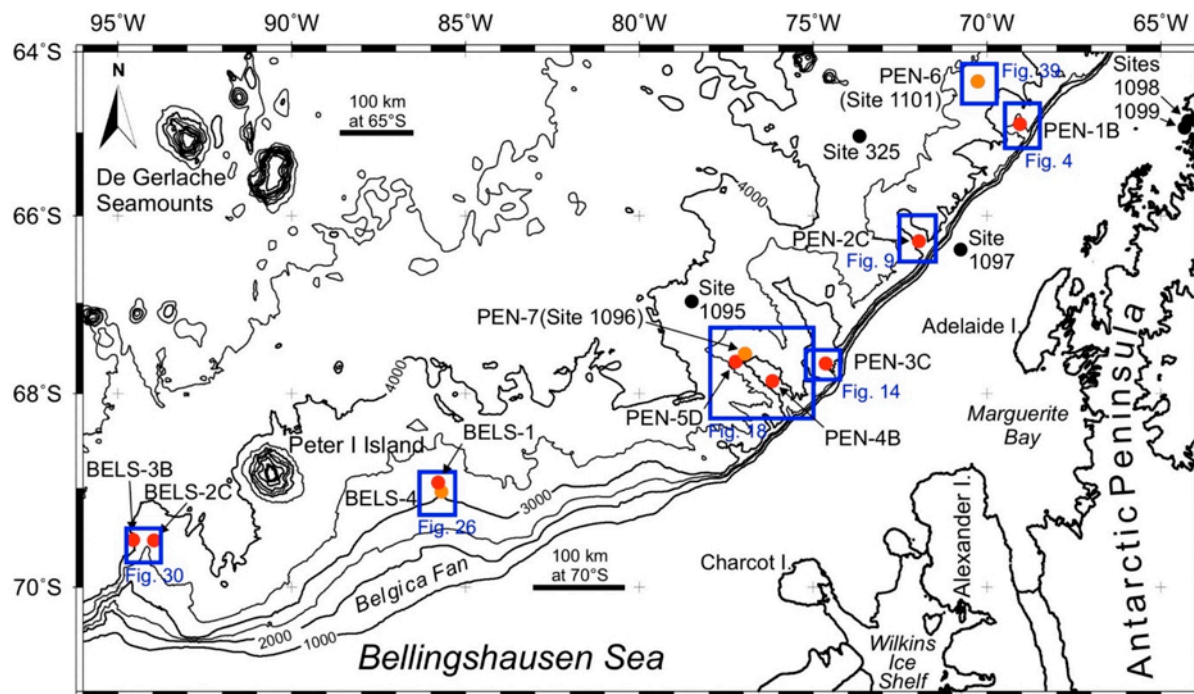 95°W 90°W 85°W 80°W 75°W 70°W 65°W
64°S
66°S
68°S
70°S
N
100 km
at 65°S
De Gerlache
Seamounts
PEN-6
(Site 1101)
Fig. 39
Sites
1098
1099
PEN-1B
Fig. 4
Site 325
4000
PEN-2C
Fig. 9
Site
1097
Site
1095
PEN-7(Site 1096)
Adelaide I.
PEN-3C
Fig. 14
PEN-5D
Fig. 18
PEN-4B
Marguerite
Bay
Antarctic Peninsula
4000
Peter I Island
BELS-1
BELS-3B
BELS-2C
BELS-4
Fig. 26
3000
Fig. 30
100 km
at 70°S
Belgica Fan
2000
1000
Charcot I.
Alexander I.
Wilkins
Ice
Shelf
Bellingshausen Sea